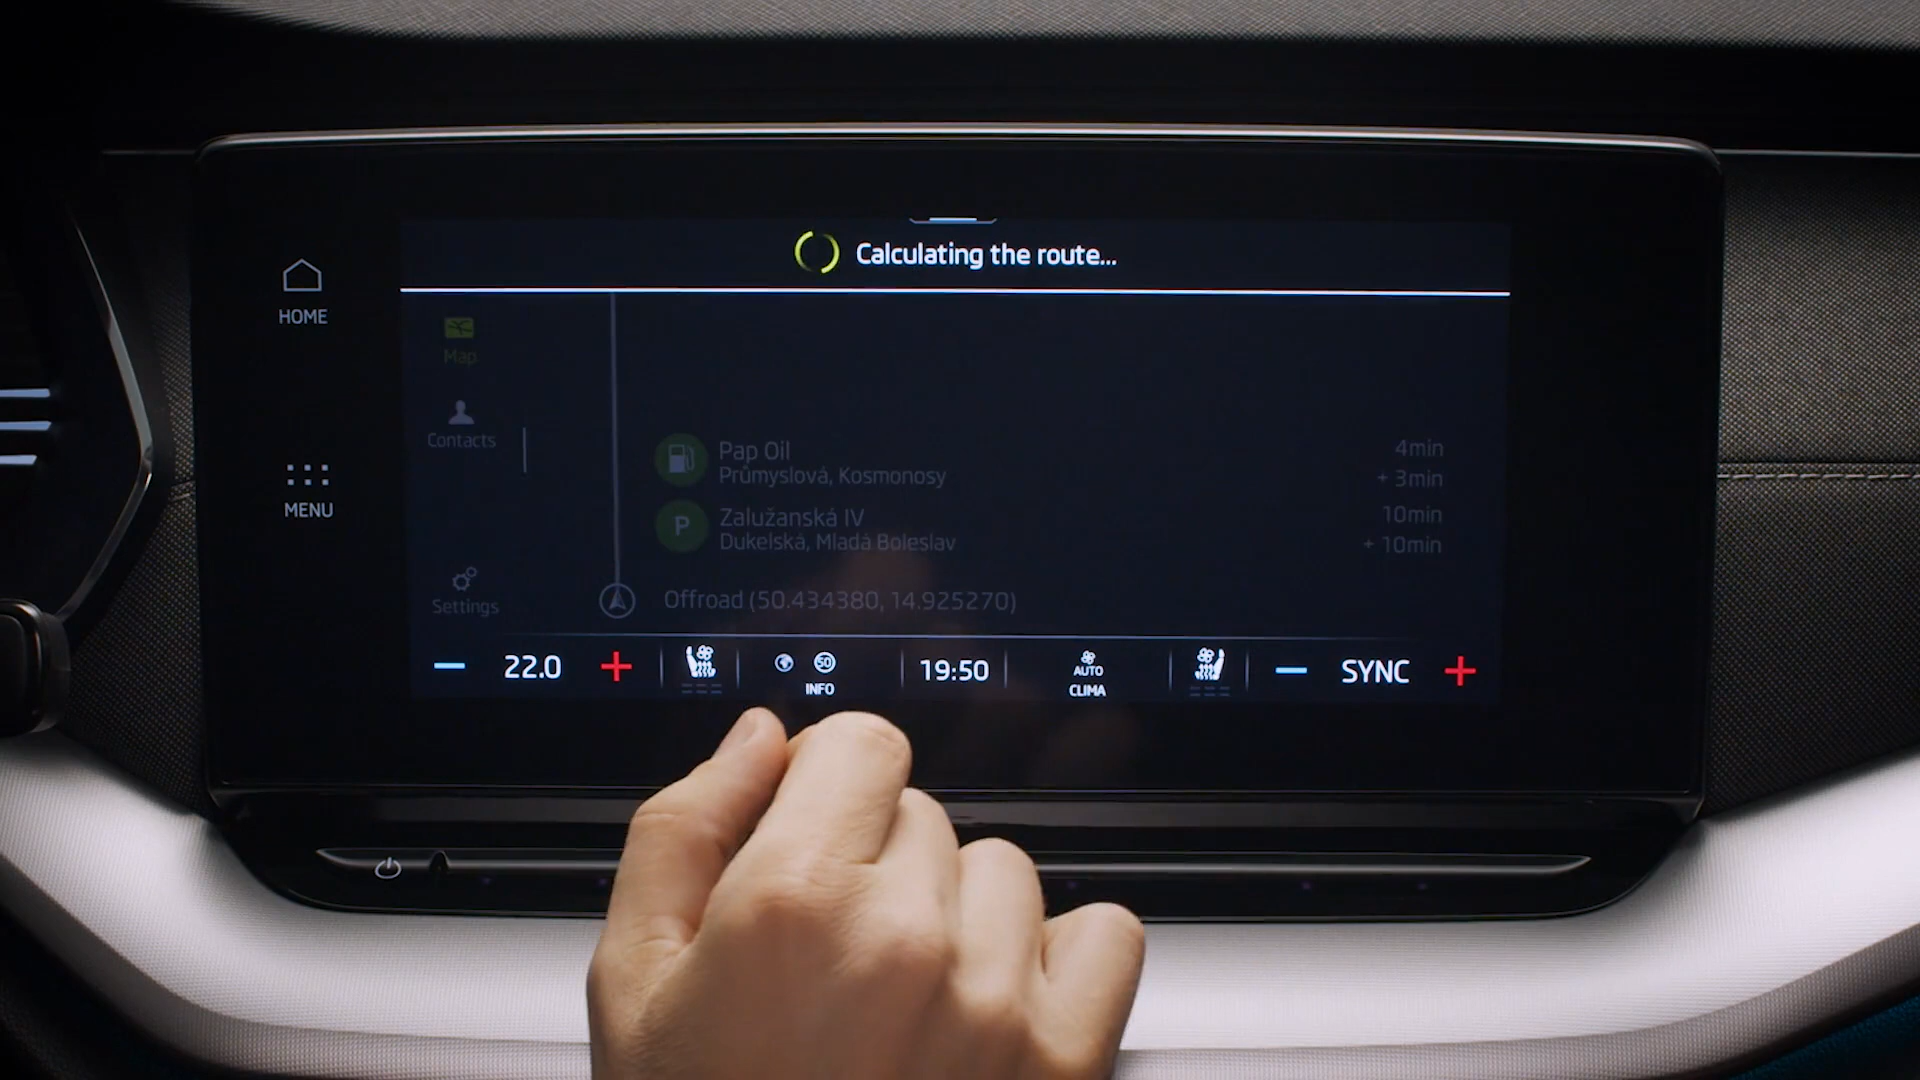 Calculating the route...
HOME
Map
Contacts
MENU
Pap Oil
4min
Průmyslová, Kosmonosy
+ 3min
Zalužanská IV
10min
Dukelská, Mladá Boleslav
+ 10min
P
Settings
Offroad (50.434380, 14.925270)
22.0
50
INFO
19:50
AUTO
CLIMA
SYNC